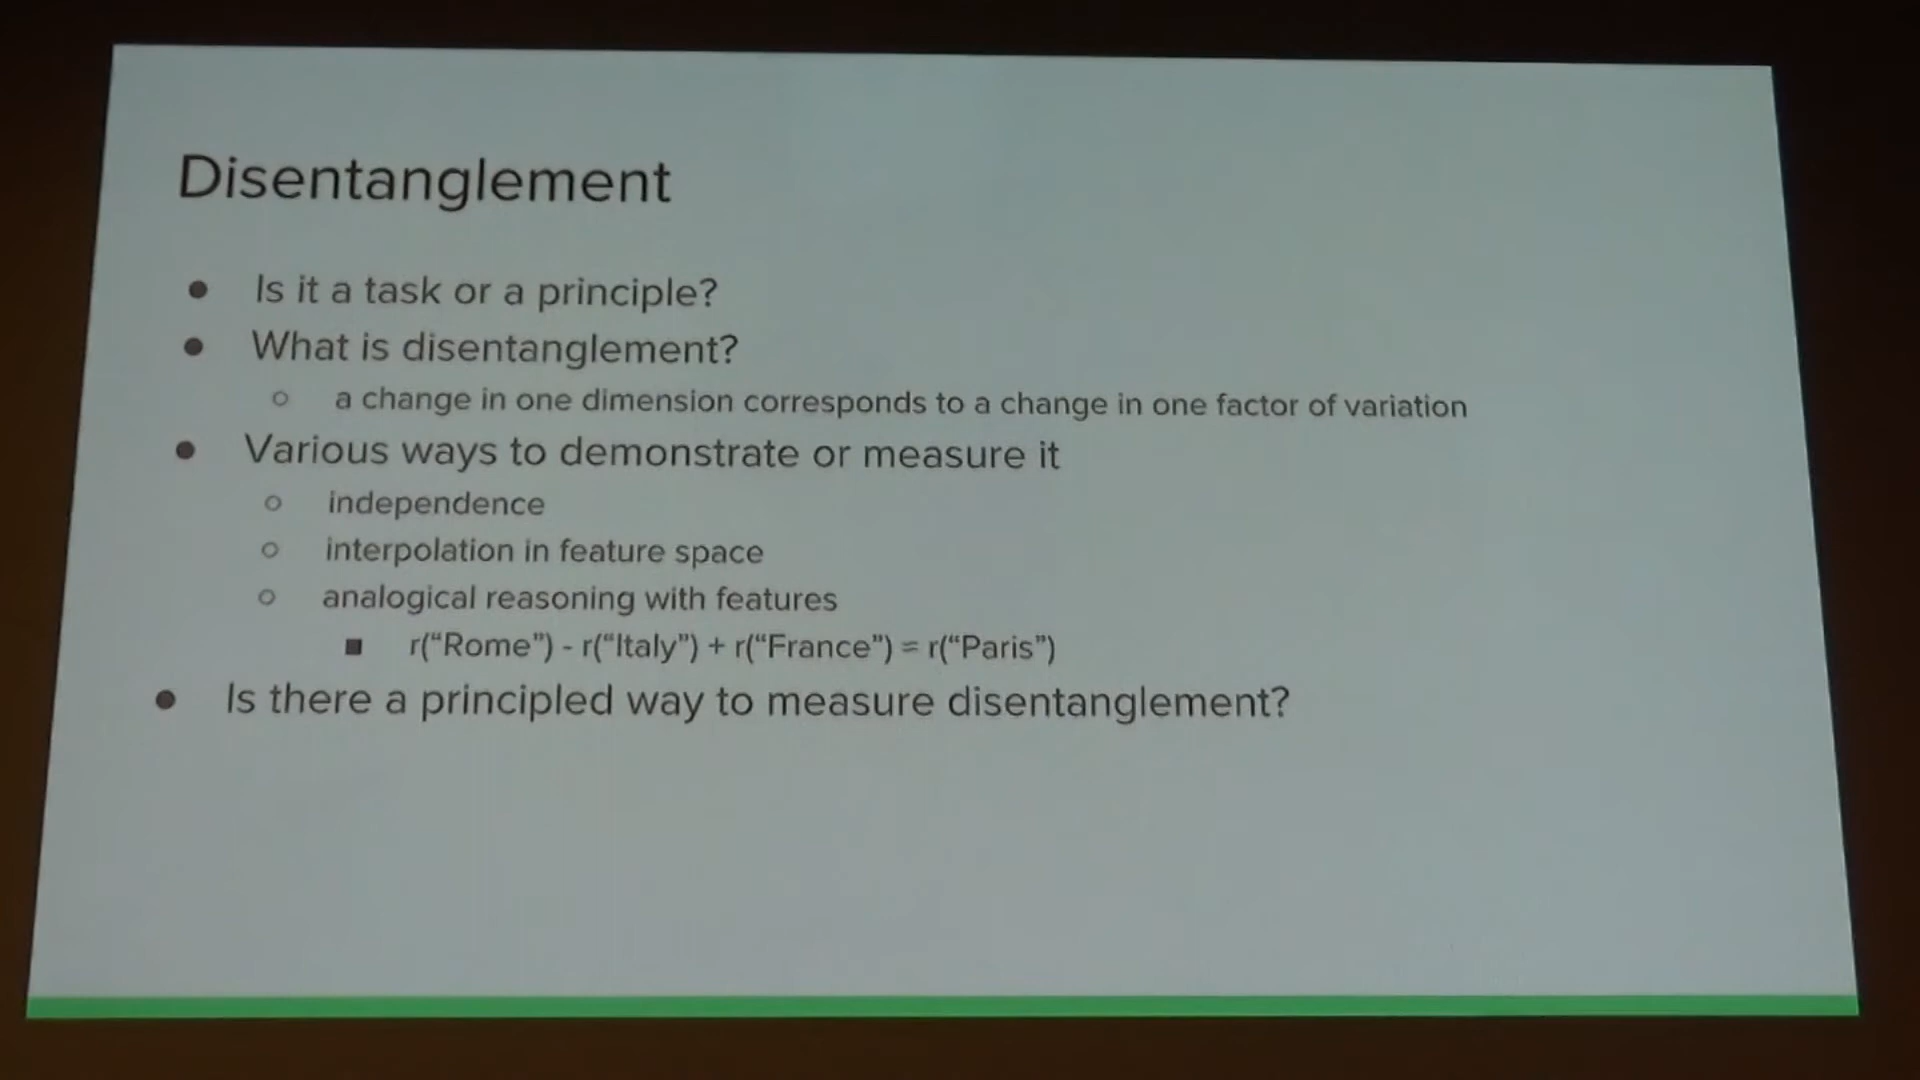 Disentanglement
● Is it a task or a principle?
● What is disentanglement?
○ a change in one dimension corresponds to a change in one factor of variation
● Various ways to demonstrate or measure it
○ independence
○ interpolation in feature space
○ analogical reasoning with features
■ r(“Rome”) - r(“Italy”) + r(“France”) ≈ r(“Paris”)
● Is there a principled way to measure disentanglement?